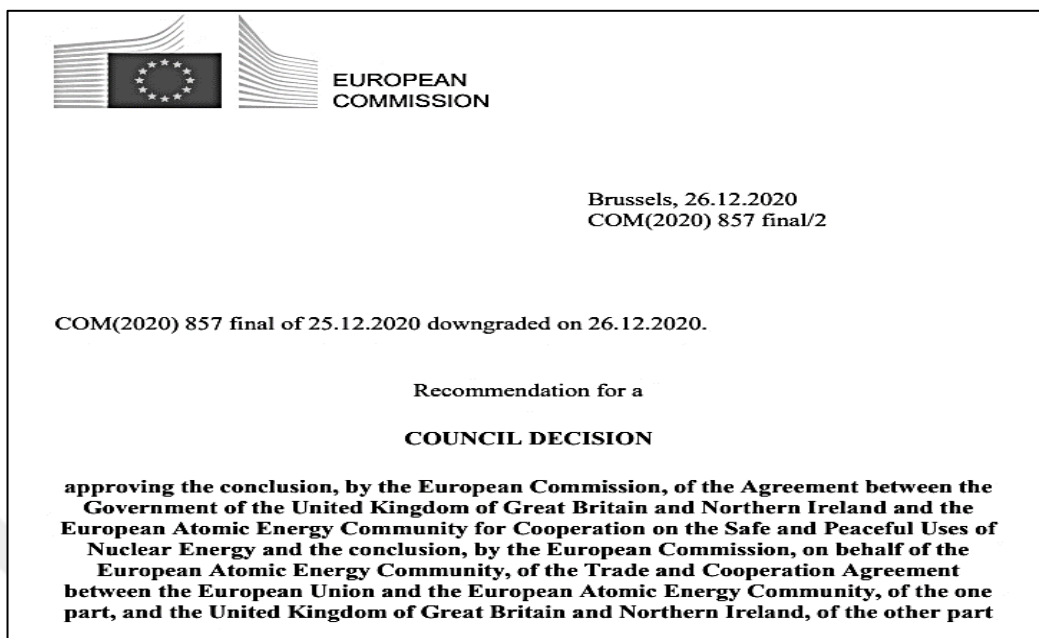 EUROPEAN
COMMISSION
Brussels, 26.12.2020
COM(2020) 857 final/2
COM(2020) 857 final of 25.12.2020 downgraded on 26.12.2020.
Recommendation for a
COUNCIL DECISION
approving the conclusion, by the European Commission, of the Agreement between the
Government of the United Kingdom of Great Britain and Northern Ireland and the
European Atomic Energy Community for Cooperation on the Safe and Peaceful Uses of
Nuclear Energy and the conclusion, by the European Commission, on behalf of the
European Atomic Energy Community, of the Trade and Cooperation Agreement
between the European Union and the European Atomic Energy Community, of the one
part, and the United Kingdom of Great Britain and Northern Ireland, of the other part